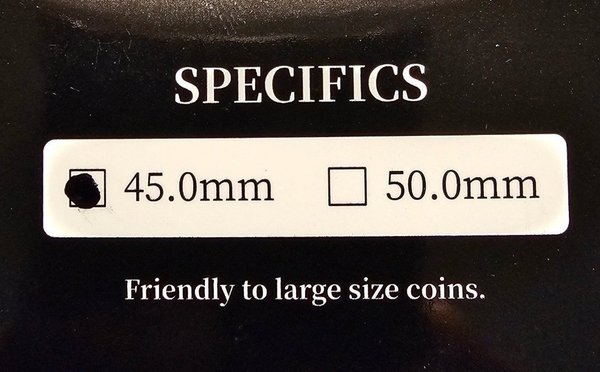 SPECIFICS
45.0mm 50.0mm
Friendly to large size coins.